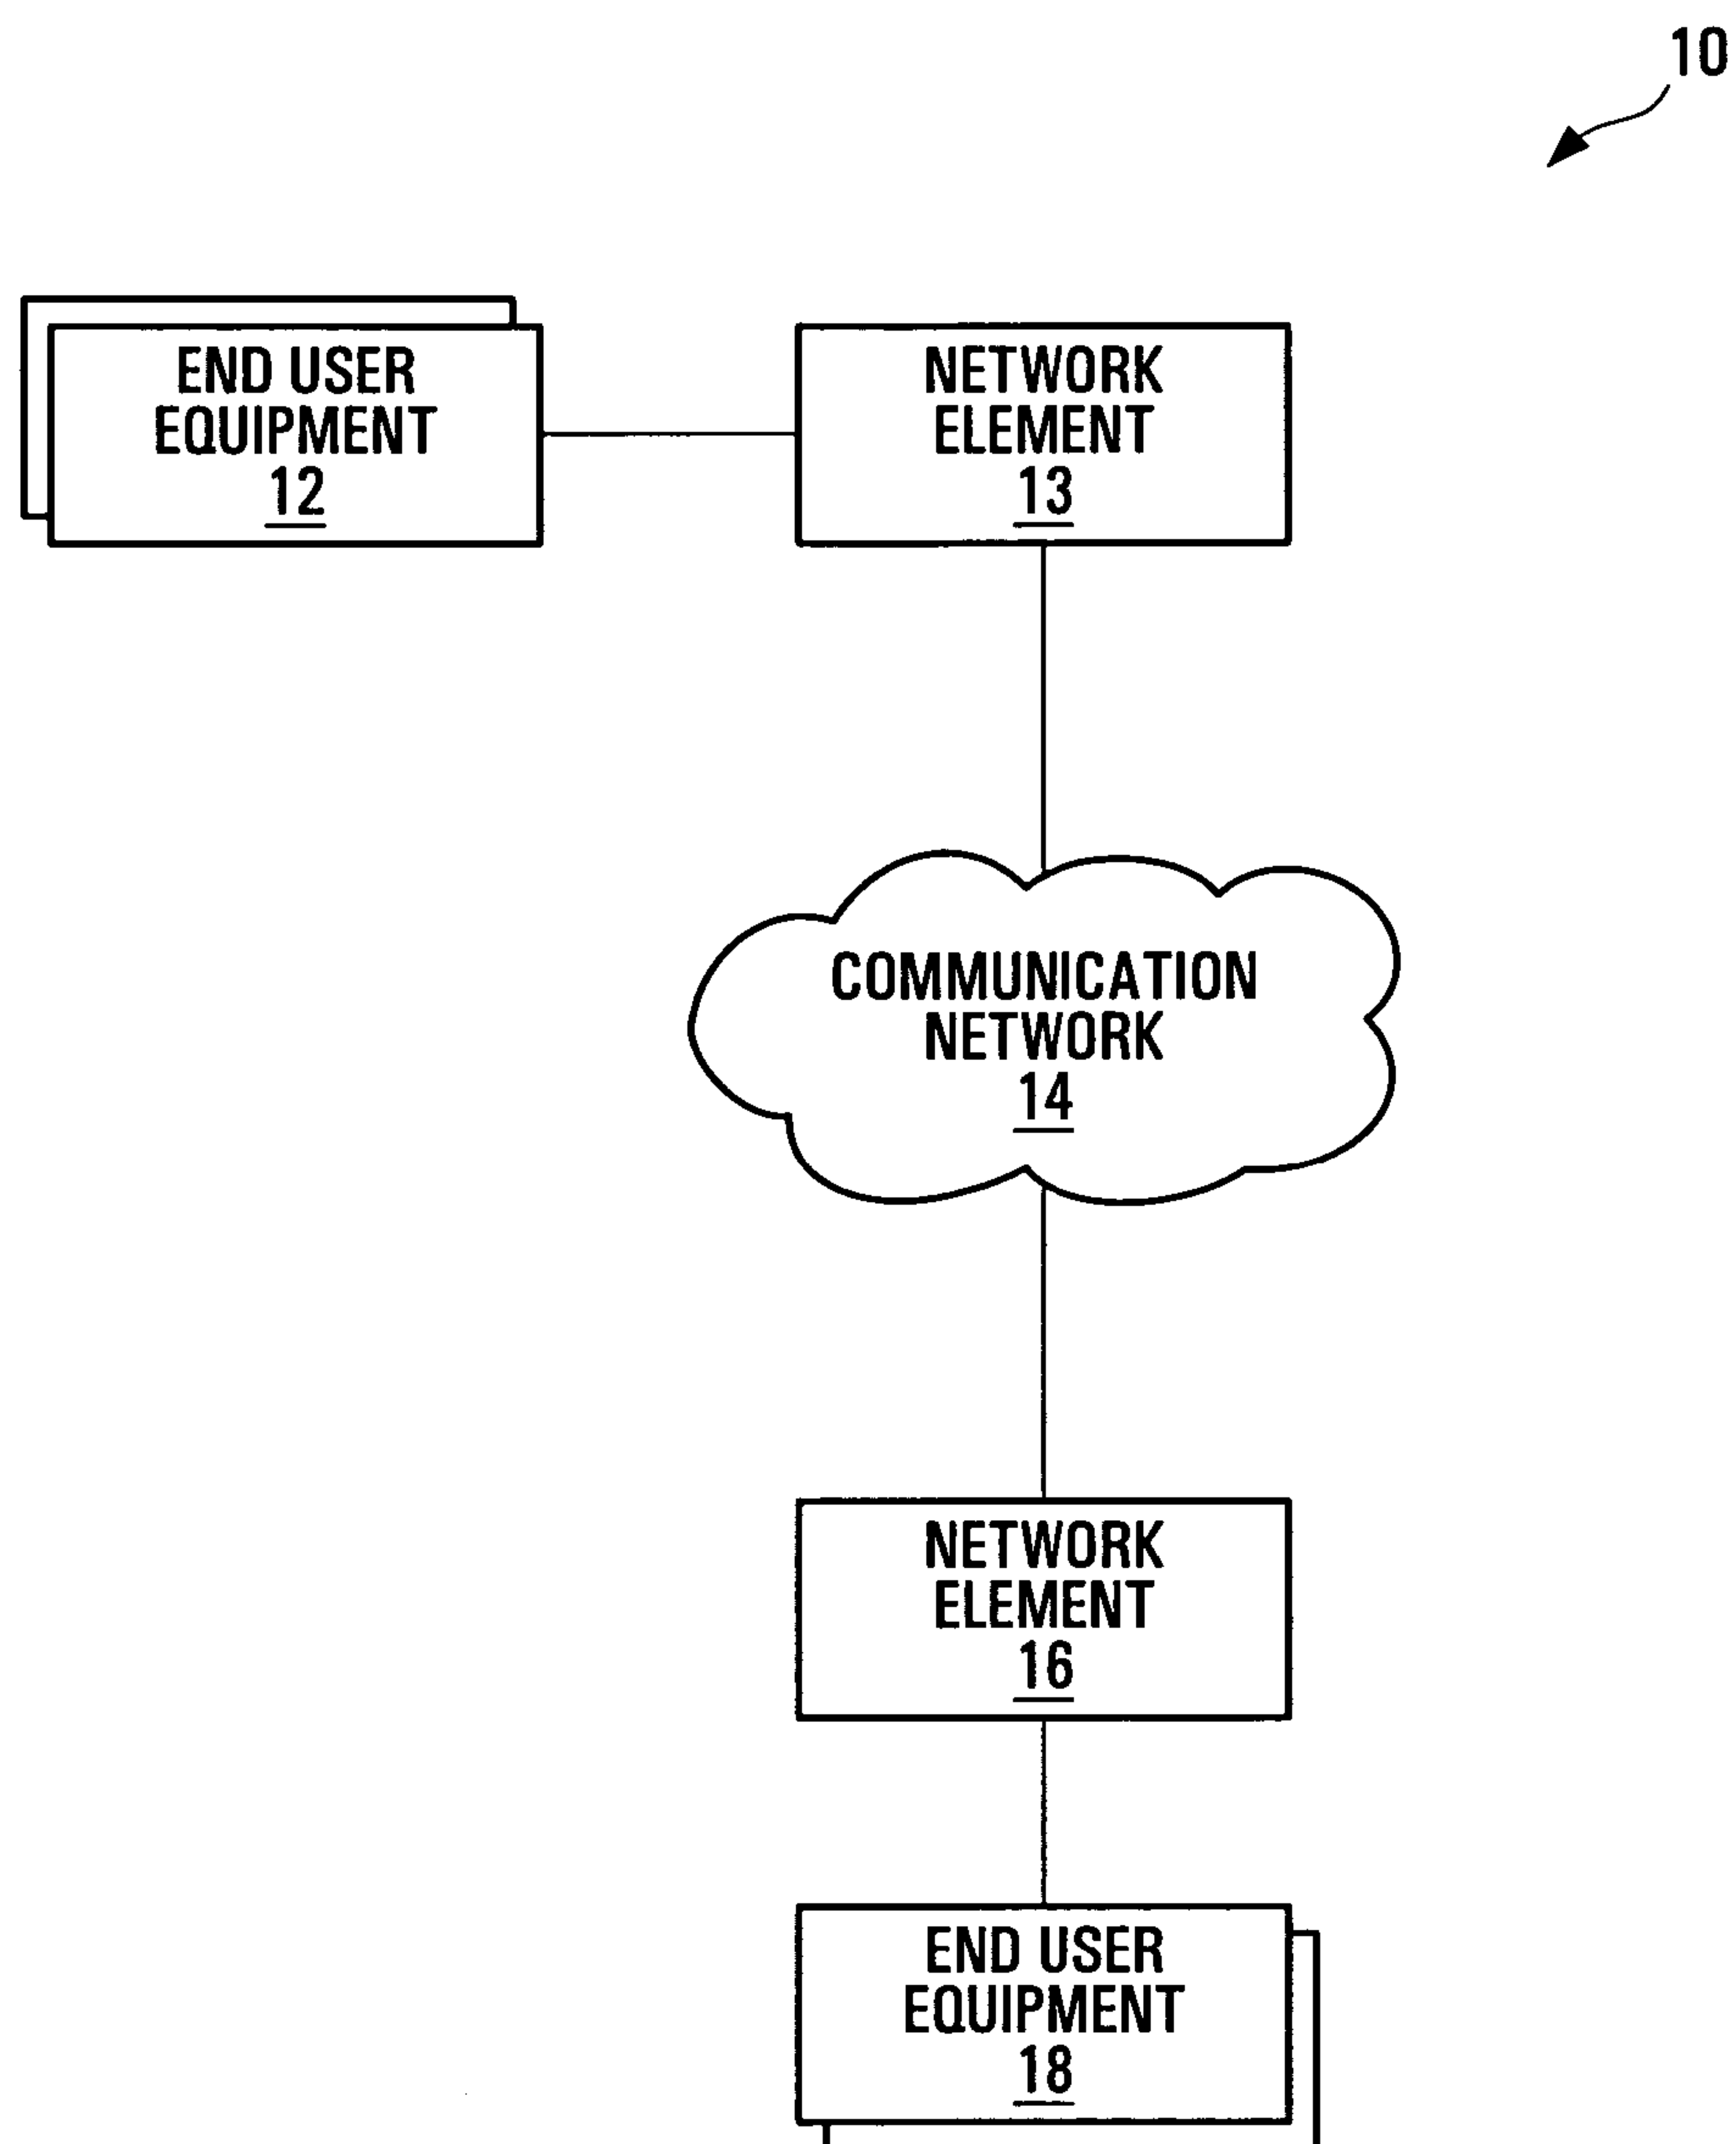 10
END USER
EQUIPMENT
12
NETWORK
ELEMENT
13
COMMUNICATION
NETWORK
14
NETWORK
ELEMENT
16
END USER
EQUIPMENT
18